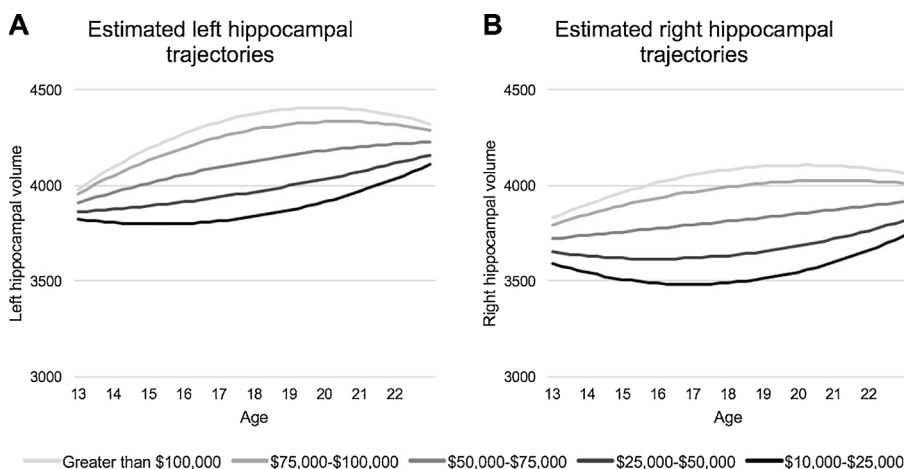 A
Estimated left hippocampal
trajectories
4500
4000
3500
3000
Left hippocampal volume
13 14 15 16 17 18 19 20 21 22
Age
B
Estimated right hippocampal
trajectories
4500
4000
3500
3000
Right hippocampal volume
13 14 15 16 17 18 19 20 21 22
Age
Greater than $100,000 $75,000-$100,000 $50,000-$75,000 $25,000-$50,000 $10,000-$25,000